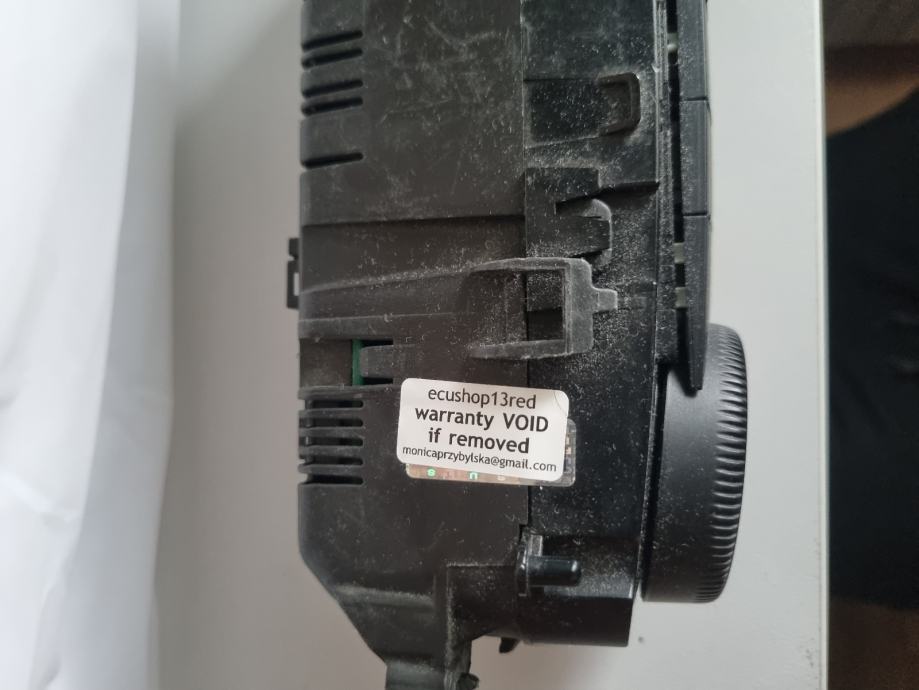 ecushop13red
warranty VOID
if removed
monicaprzybylska@gmail.com